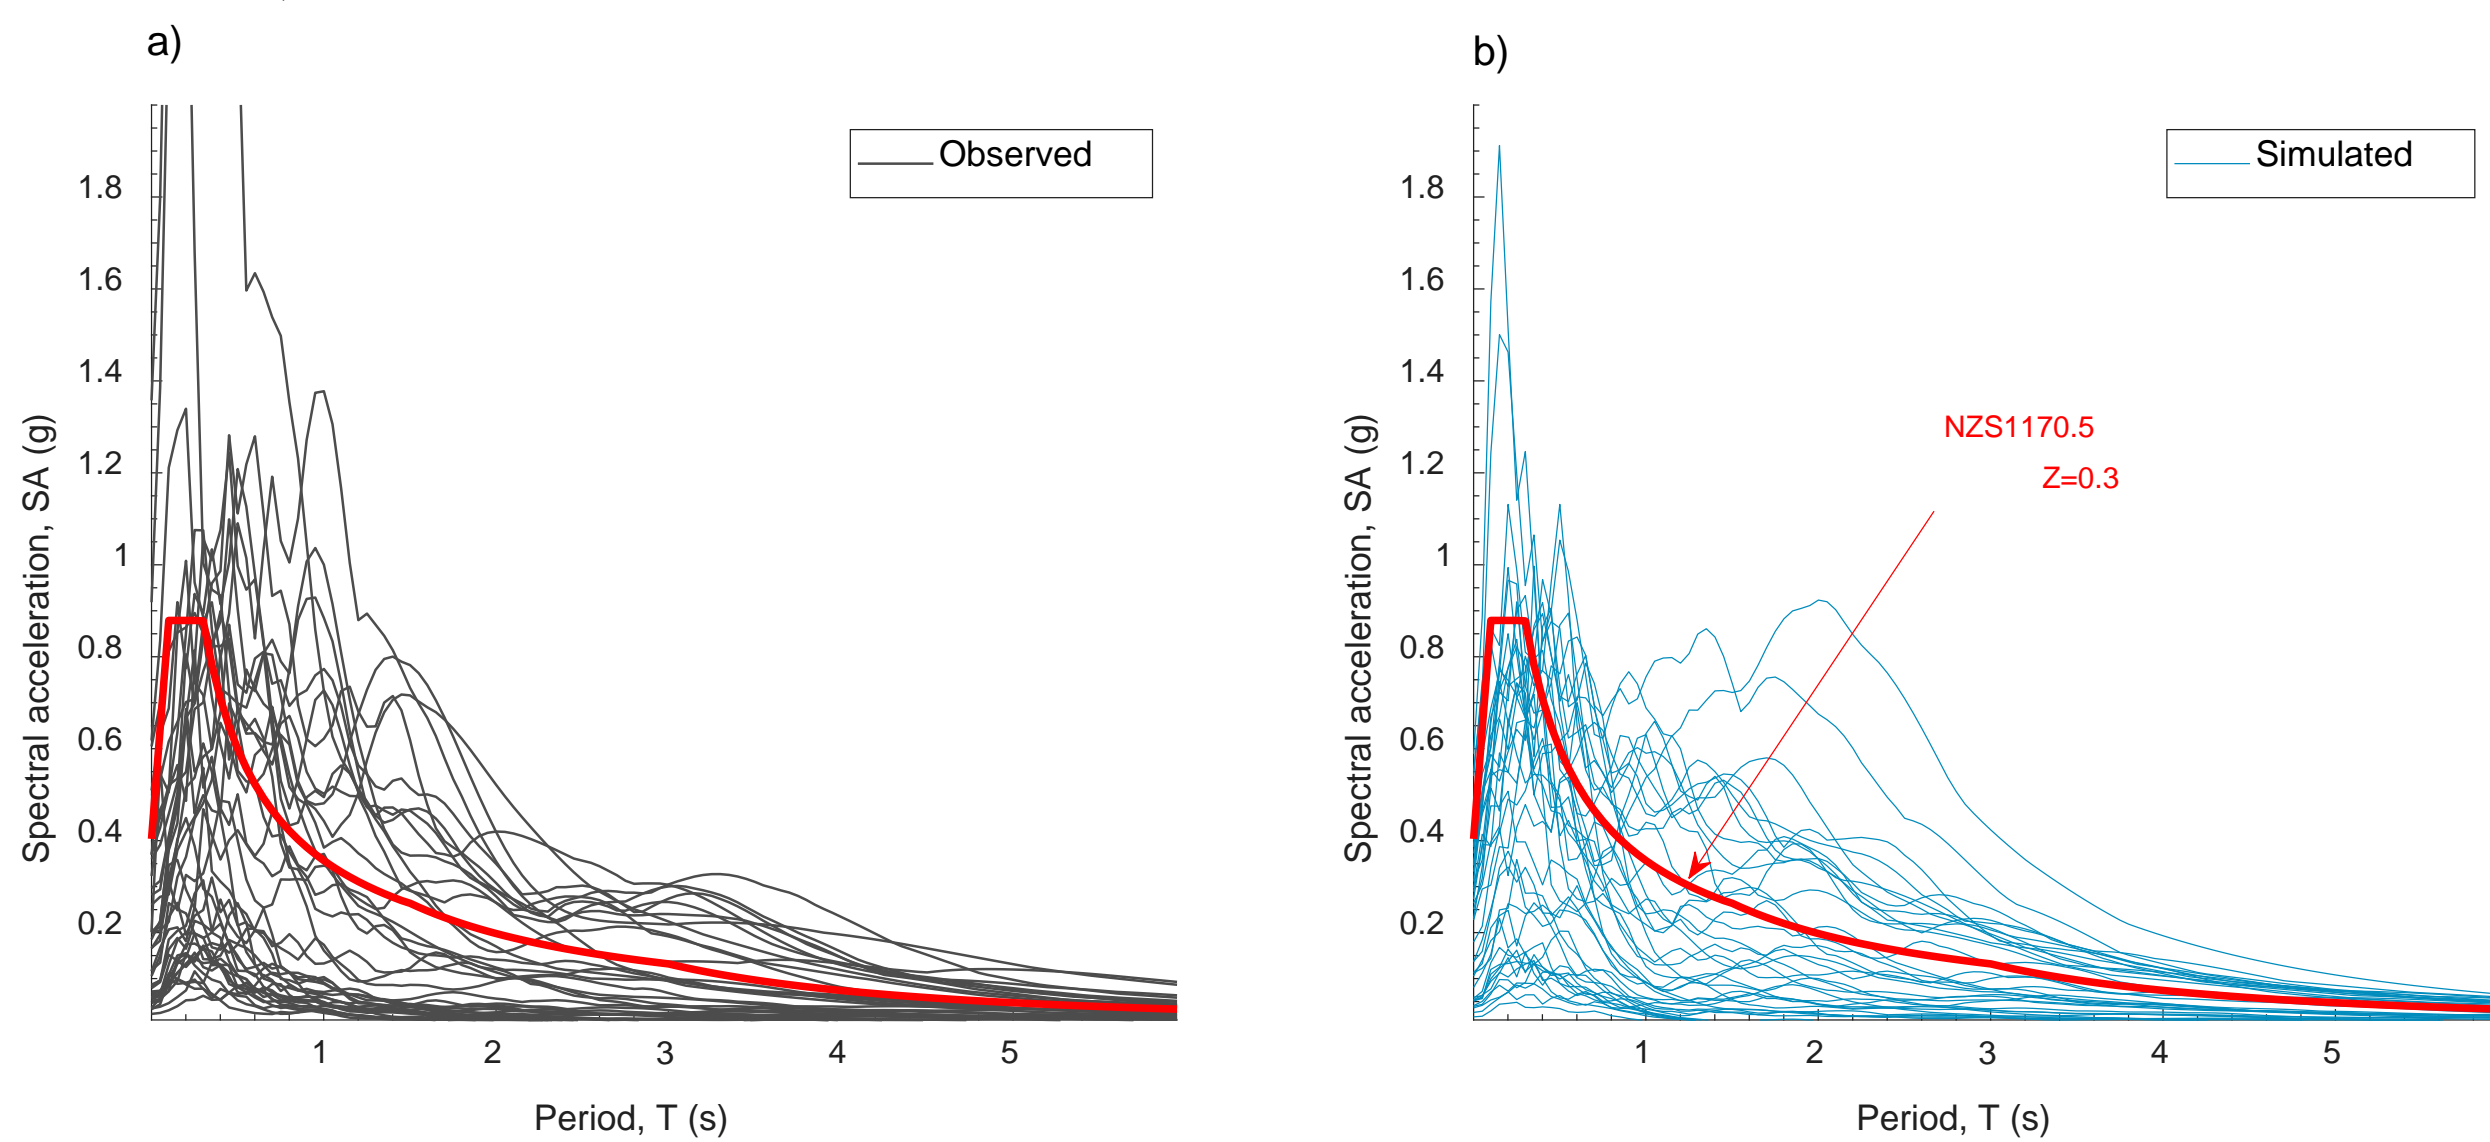 a)
Observed
1.8
1.6
1.4
1.2
1
0.8
0.6
0.4
0.2
Spectral acceleration, SA (g)
1 2 3 4 5
Period, T (s)
b)
Simulated
1.8
1.6
1.4
1.2
1
0.8
0.6
0.4
0.2
Spectral acceleration, SA (g)
NZS1170.5
Z=0.3
1 2 3 4 5
Period, T (s)